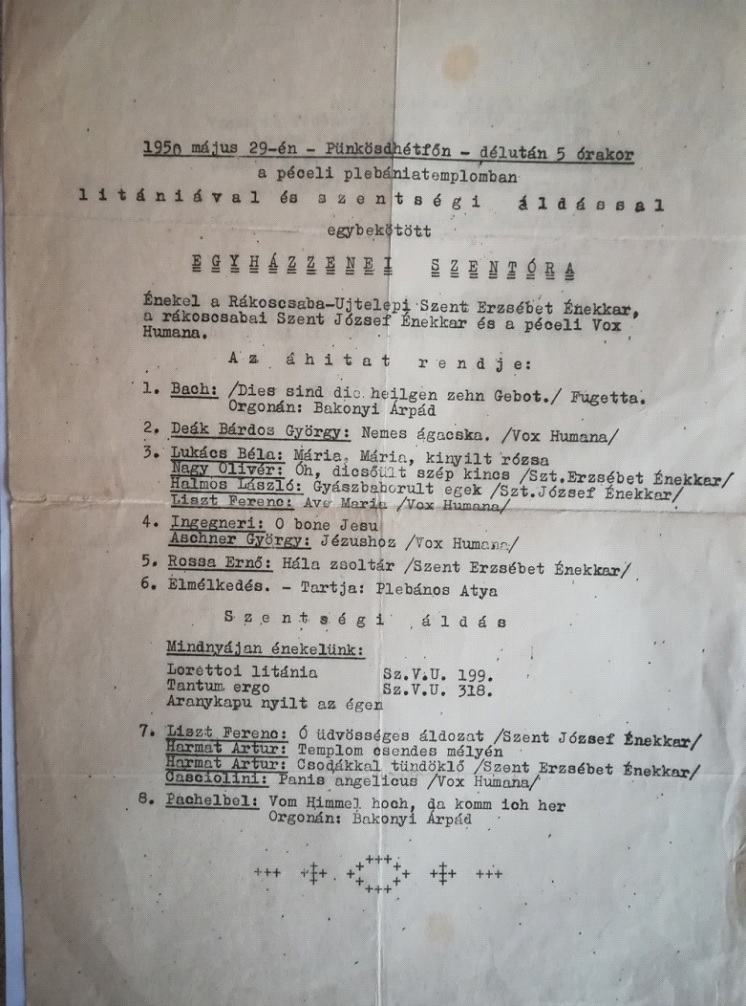 1950 május 29-én - Pünkösdhétfőn - délután 5 órakor
a péceli plebániatemplomban
litániával és szentségi áldással
egybekötött
EGYHÁZZENEI SZENTÓRA
Énekel a Rákoscsaba-Ujtelepi Szent Erzsébet Énekkar,
a rákoscsabai Szent József Énekkar és a péceli Vox
Humana.
Az áhitat rendje:
1. Bach: /Dies sind die heilgen zehn Gebot./ Fugetta.
Orgonán: Bakonyi Árpád
2. Deák Bárdos György: Nemes ágacska. /Vox Humana/
3. Lukács Béla: Mária, Mária, kinyilt rózsa
Nagy Olivér: Óh, dicsőült szép kincs /Szt.Erzsébet Énekkar/
Halmos László: Gyászbaborult egek /Szt.József Énekkar/
Liszt Ferenc: Ave Maria /Vox Humana/
4. Ingegneri: O bone Jesu
Aschner György: Jézushoz /Vox Humana/
5. Rossa Ernő: Hála zsoltár /Szent Erzsébet Énekkar/
6. Elmélkedés. - Tartja: Plebános Atya
Szentségi áldás
Mindnyájan énekelünk:
Lorettoi litánia Sz.V.U. 199.
Tantum ergo Sz.V.U. 318.
Aranykapu nyilt az égen
7. Liszt Ferenc: Ó üdvösséges áldozat /Szent József Énekkar/
Harmat Artur: Templom csendes mélyén
Harmat Artur: Csodákkal tündöklő /Szent Erzsébet Énekkar/
Casciolini: Panis angelicus /Vox Humana/
8. Pachelbel: Vom Himmel hoch, da komm ich her
Orgonán: Bakonyi Árpád